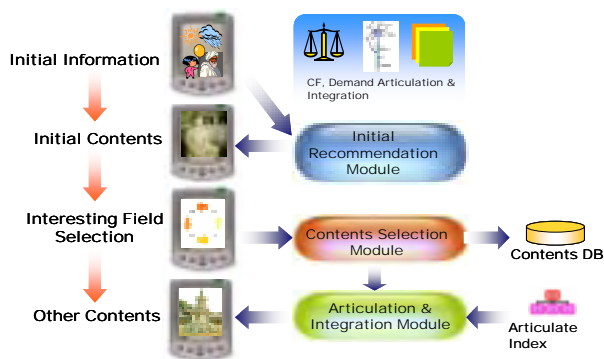 Initial Information
CF, Demand Articulation &
Integration
Initial Contents
Initial
Recommendation
Module
Interesting Field
Selection
Contents Selection
Module
Contents DB
Other Contents
Articulation &
Integration Module
Articulate
Index